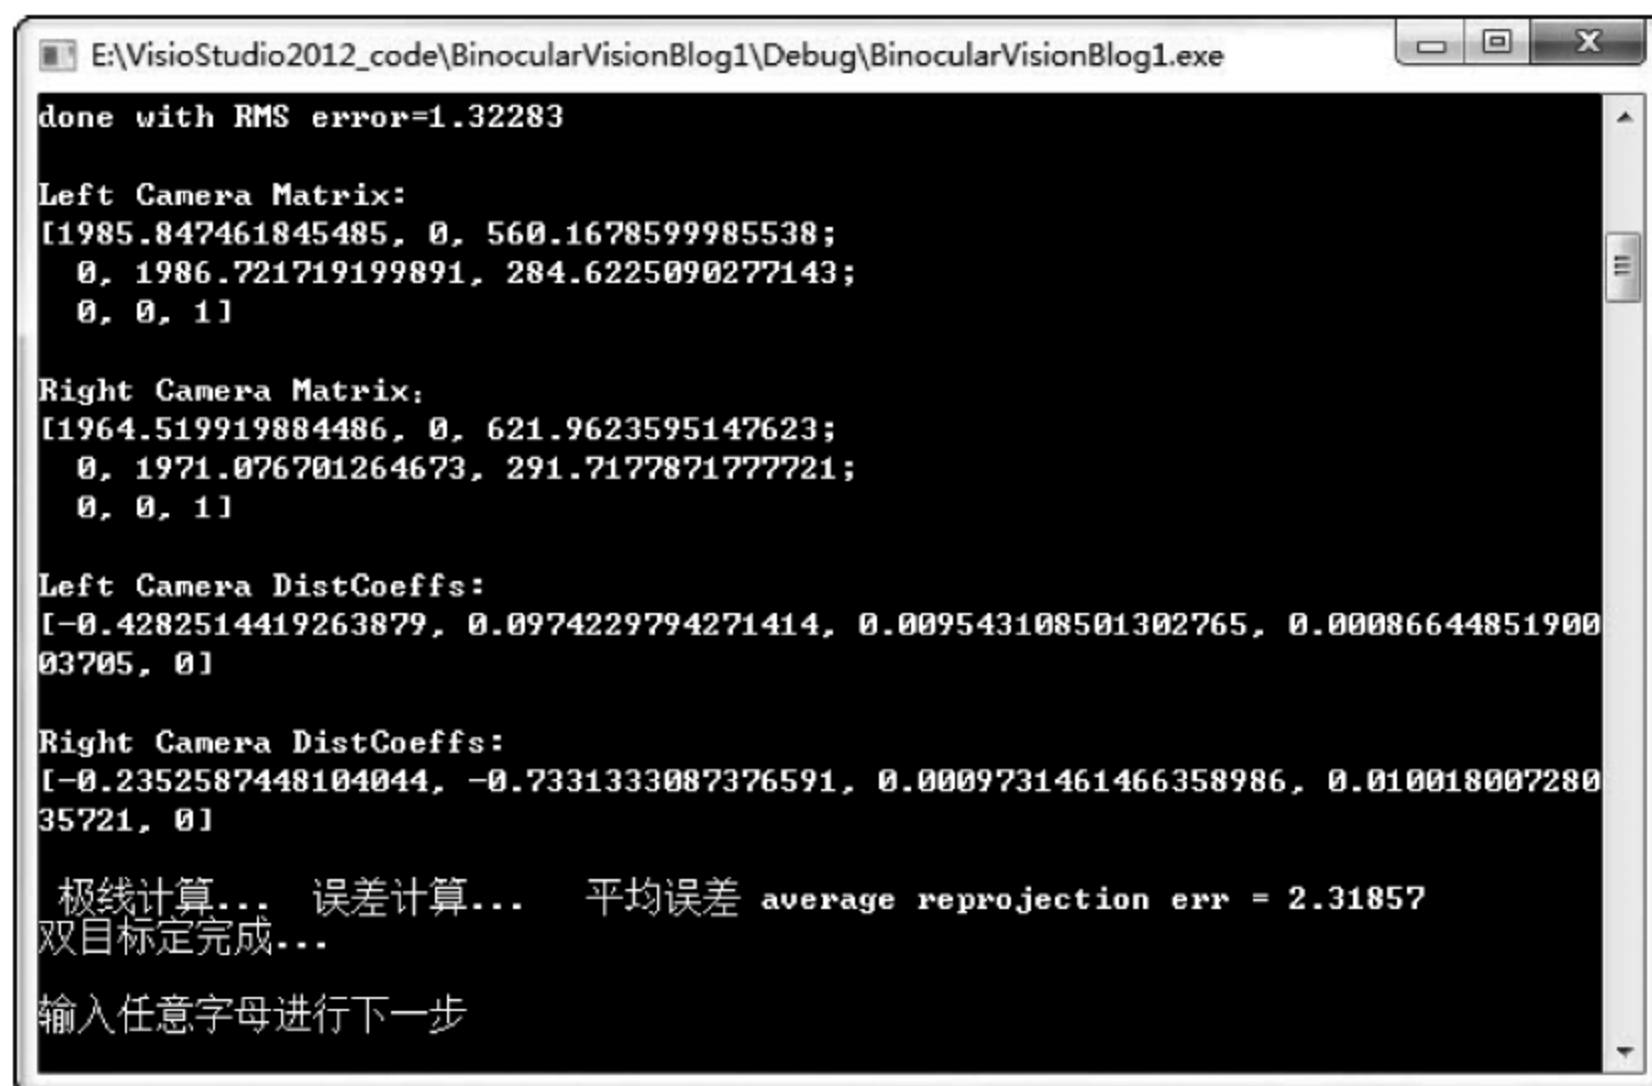 E:\VisioStudio2012_code\BinocularVisionBlog1\Debug\BinocularVisionBlog1.exe
done with RMS error=1.32283
Left Camera Matrix:
[1985.847461845485, 0, 560.1678599985538;
0, 1986.721719199891, 284.6225090277143;
0, 0, 1]
Right Camera Matrix:
[1964.519919884486, 0, 621.9623595147623;
0, 1971.076701264673, 291.7177871777721;
0, 0, 1]
Left Camera DistCoeffs:
[-0.4282514419263879, 0.0974229794271414, 0.009543108501302765, 0.00086644851900
03705, 0]
Right Camera DistCoeffs:
[-0.2352587448104044, -0.7331333087376591, 0.0009731461466358986, 0.010018007280
35721, 0]
极线计算... 误差计算... 平均误差 average reprojection err = 2.31857
双目标定完成...
输入任意字母进行下一步